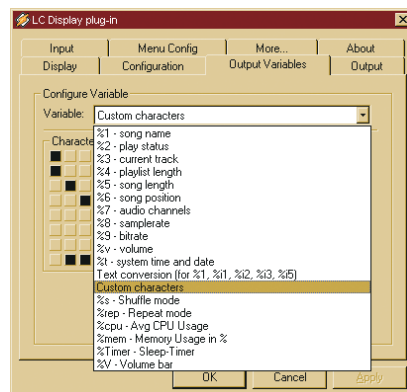 LC Display plug-in
Input Menu Config More... About
Display Configuration Output Variables Output
Configure Variable
Variable: Custom characters
%1 - song name
%2 - play status
%3 - current track
%4 - playlist length
%5 - song length
%6 - song position
%7 - audio channels
%8 - samplerate
%9 - bitrate
%v - volume
%t - system time and date
Text conversion (for %1, %i1, %i2, %i3, %i5)
Custom characters
%s - Shuffle mode
%rep - Repeat mode
%cpu - Avg CPU Usage
%mem - Memory Usage in %
%Timer - Sleep-Timer
%V - Volume bar
Characte
OK Cancel Apply